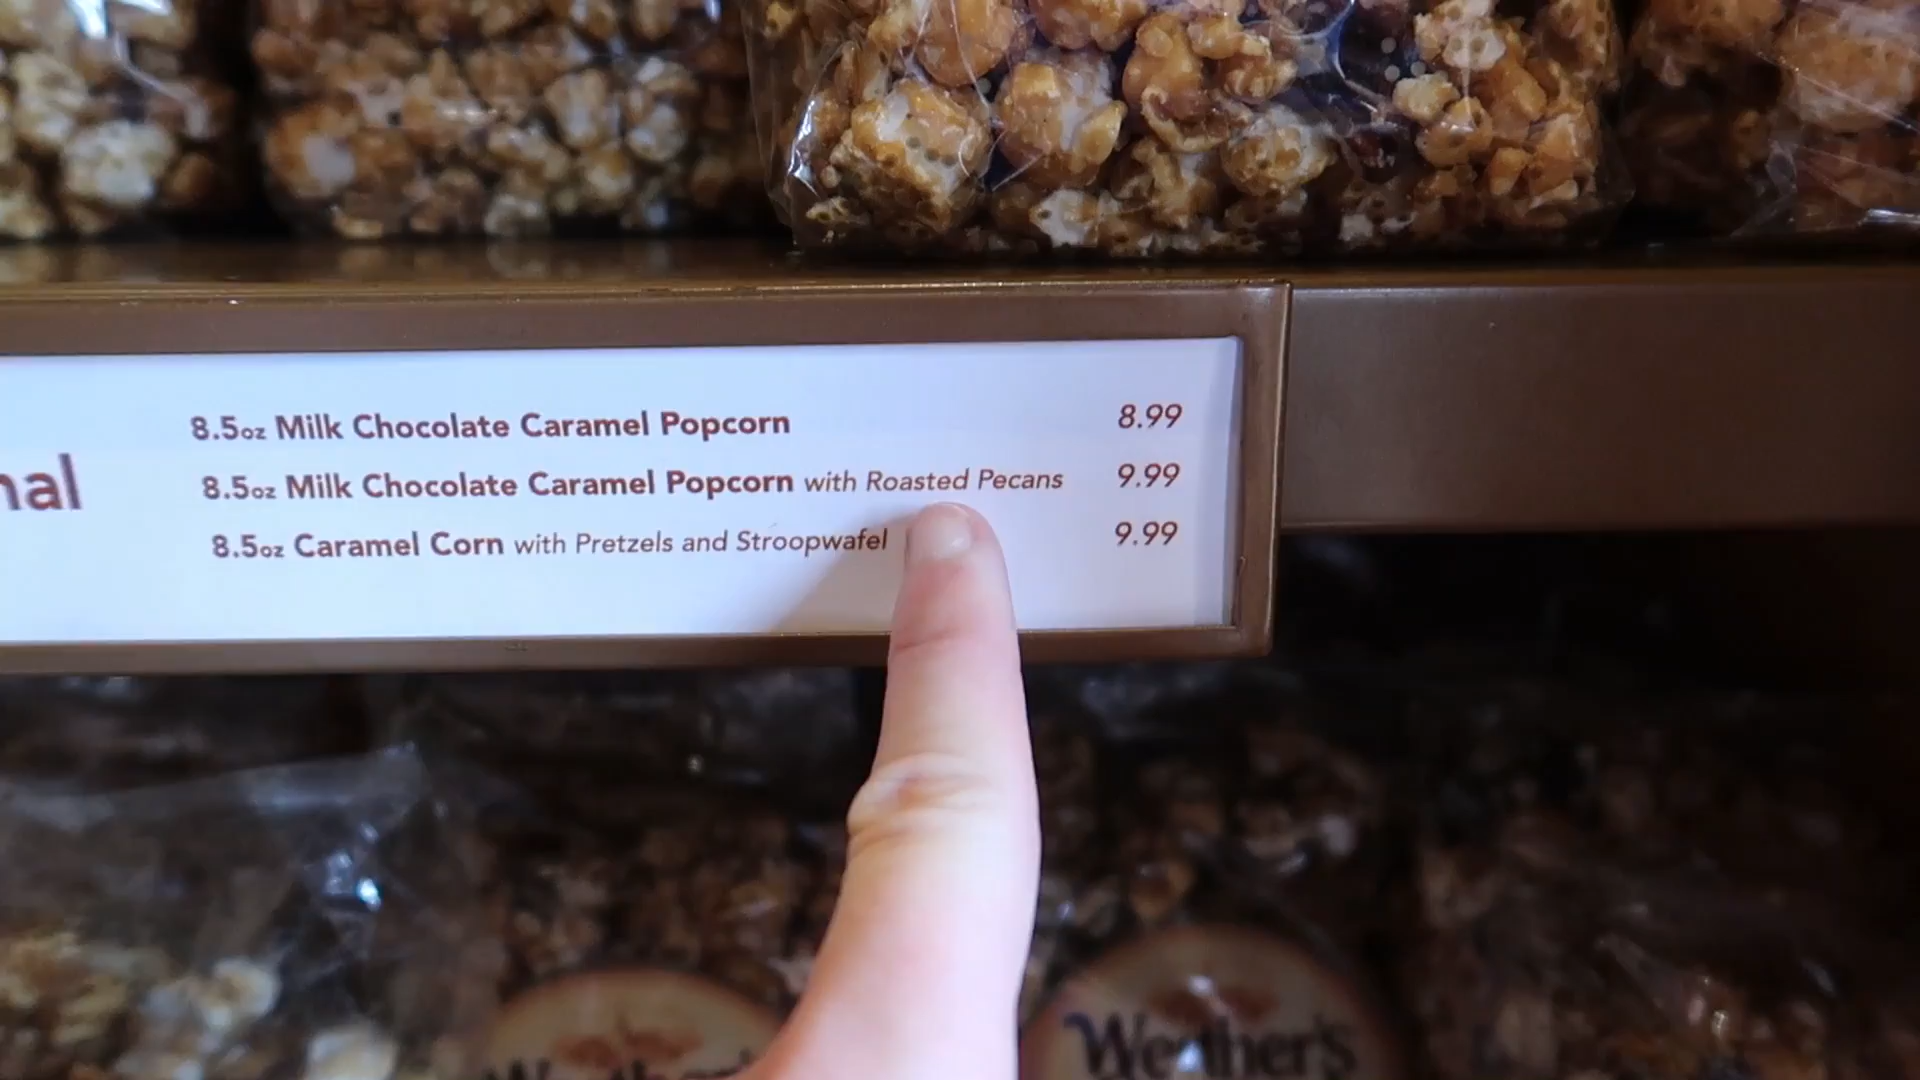 8.5oz Milk Chocolate Caramel Popcorn 8.99
8.5oz Milk Chocolate Caramel Popcorn with Roasted Pecans 9.99
nal
8.5oz Caramel Corn with Pretzels and Stroopwafel 9.99
Werther's